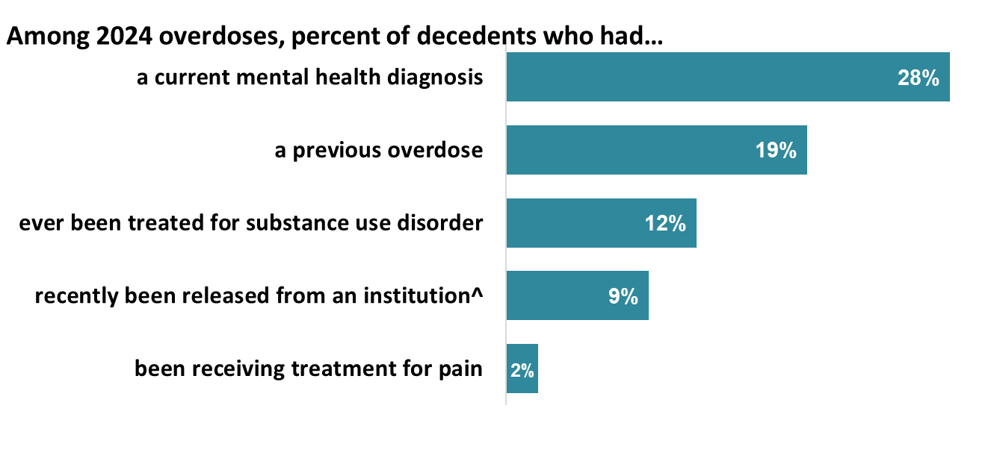 Among 2024 overdoses, percent of decedents who had...
a current mental health diagnosis 28%
a previous overdose 19%
ever been treated for substance use disorder 12%
recently been released from an institution^ 9%
been receiving treatment for pain 2%